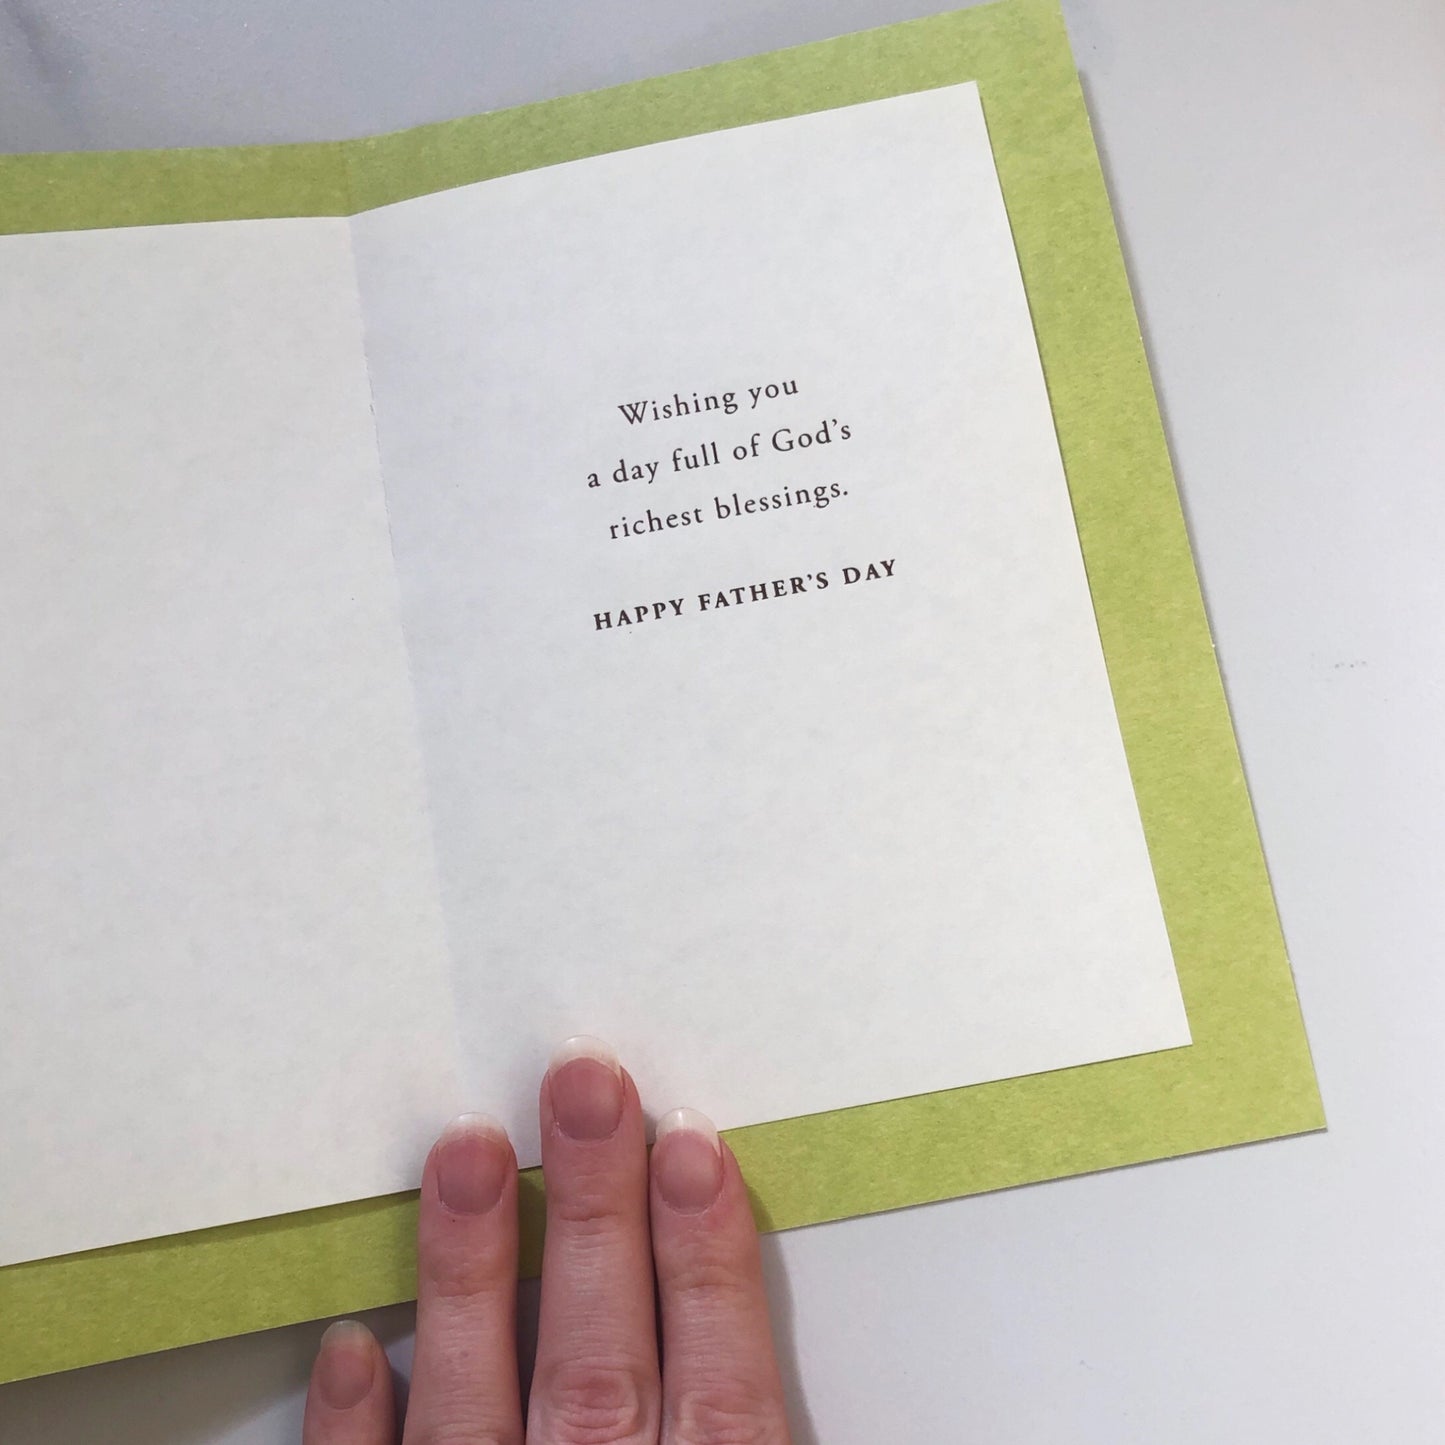 Wishing you
a day full of God’s
richest blessings.
HAPPY FATHER’S DAY